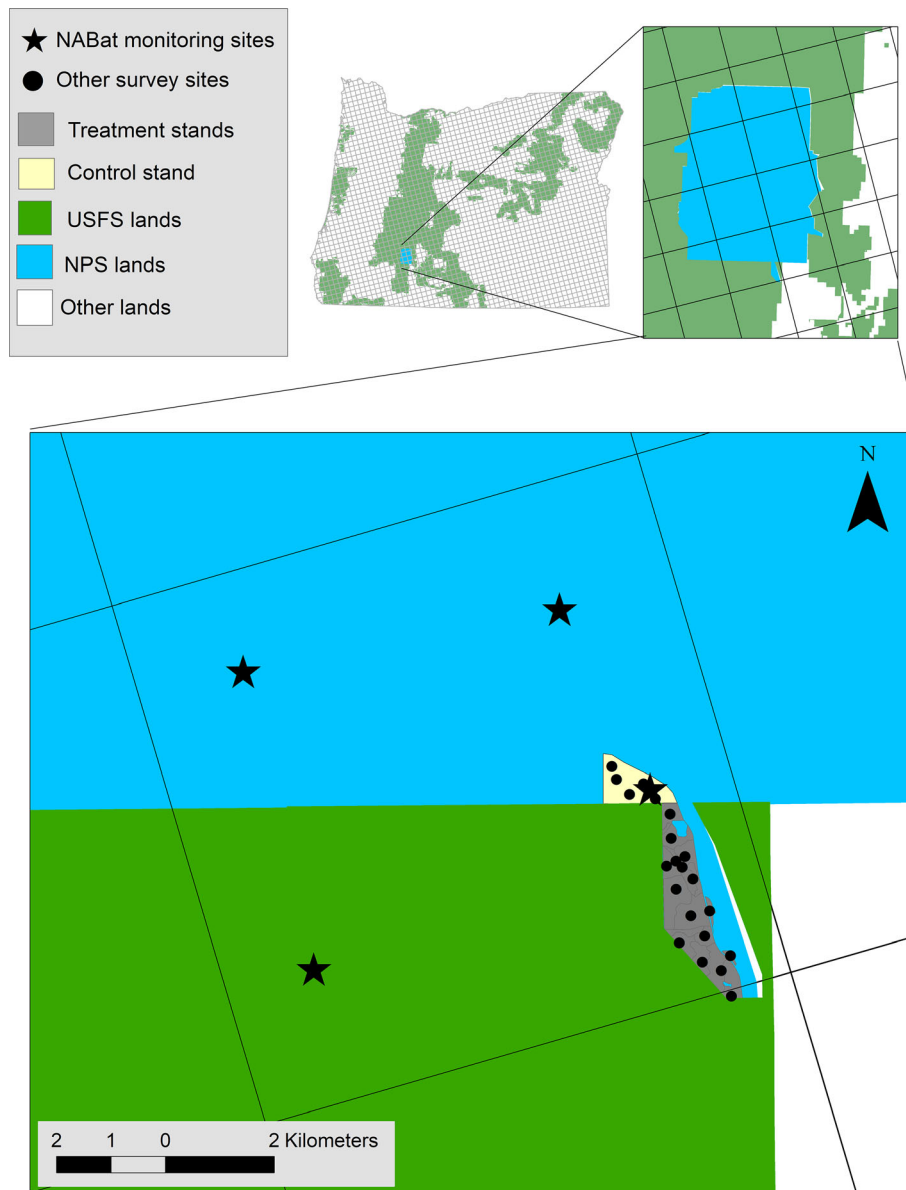 NABat monitoring sites
Other survey sites
Treatment stands
Control stand
USFS lands
NPS lands
Other lands
N
2 1 0 2 Kilometers